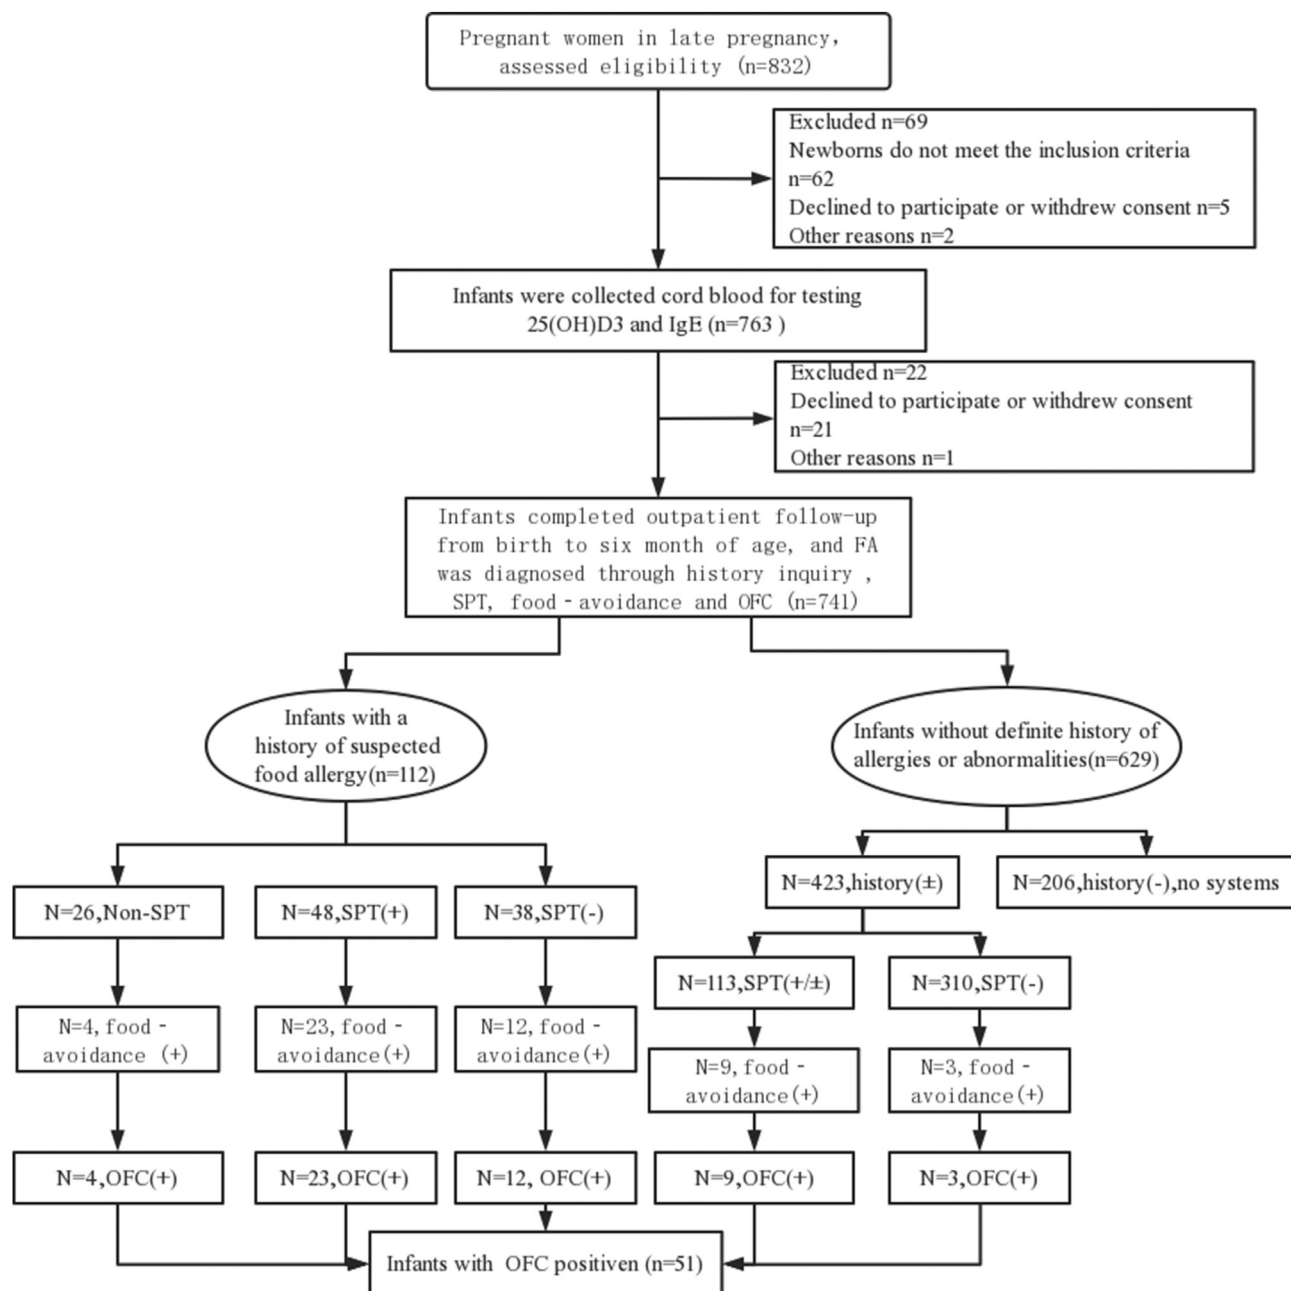 Pregnant women in late pregnancy,
assessed eligibility (n=832)
Excluded n=69
Newborns do not meet the inclusion criteria
n=62
Declined to participate or withdrew consent n=5
Other reasons n=2
Infants were collected cord blood for testing
25(OH)D3 and IgE (n=763 )
Excluded n=22
Declined to participate or withdrew consent
n=21
Other reasons n=1
Infants completed outpatient follow-up
from birth to six month of age, and FA
was diagnosed through history inquiry ,
SPT, food-avoidance and OFC (n=741)
Infants with a
history of suspected
food allergy(n=112)
Infants without definite history of
allergies or abnormalities(n=629)
N=423,history(±)
N=206,history(-),no systems
N=26,Non-SPT
N=48,SPT(+)
N=38,SPT(-)
N=113,SPT(+/±)
N=310,SPT(-)
N=4, food-
avoidance (+)
N=23, food-
avoidance(+)
N=12, food-
avoidance(+)
N=9, food-
avoidance(+)
N=3, food-
avoidance(+)
N=4,OFC(+)
N=23,OFC(+)
N=12, OFC(+)
N=9,OFC(+)
N=3,OFC(+)
Infants with OFC positiven (n=51)